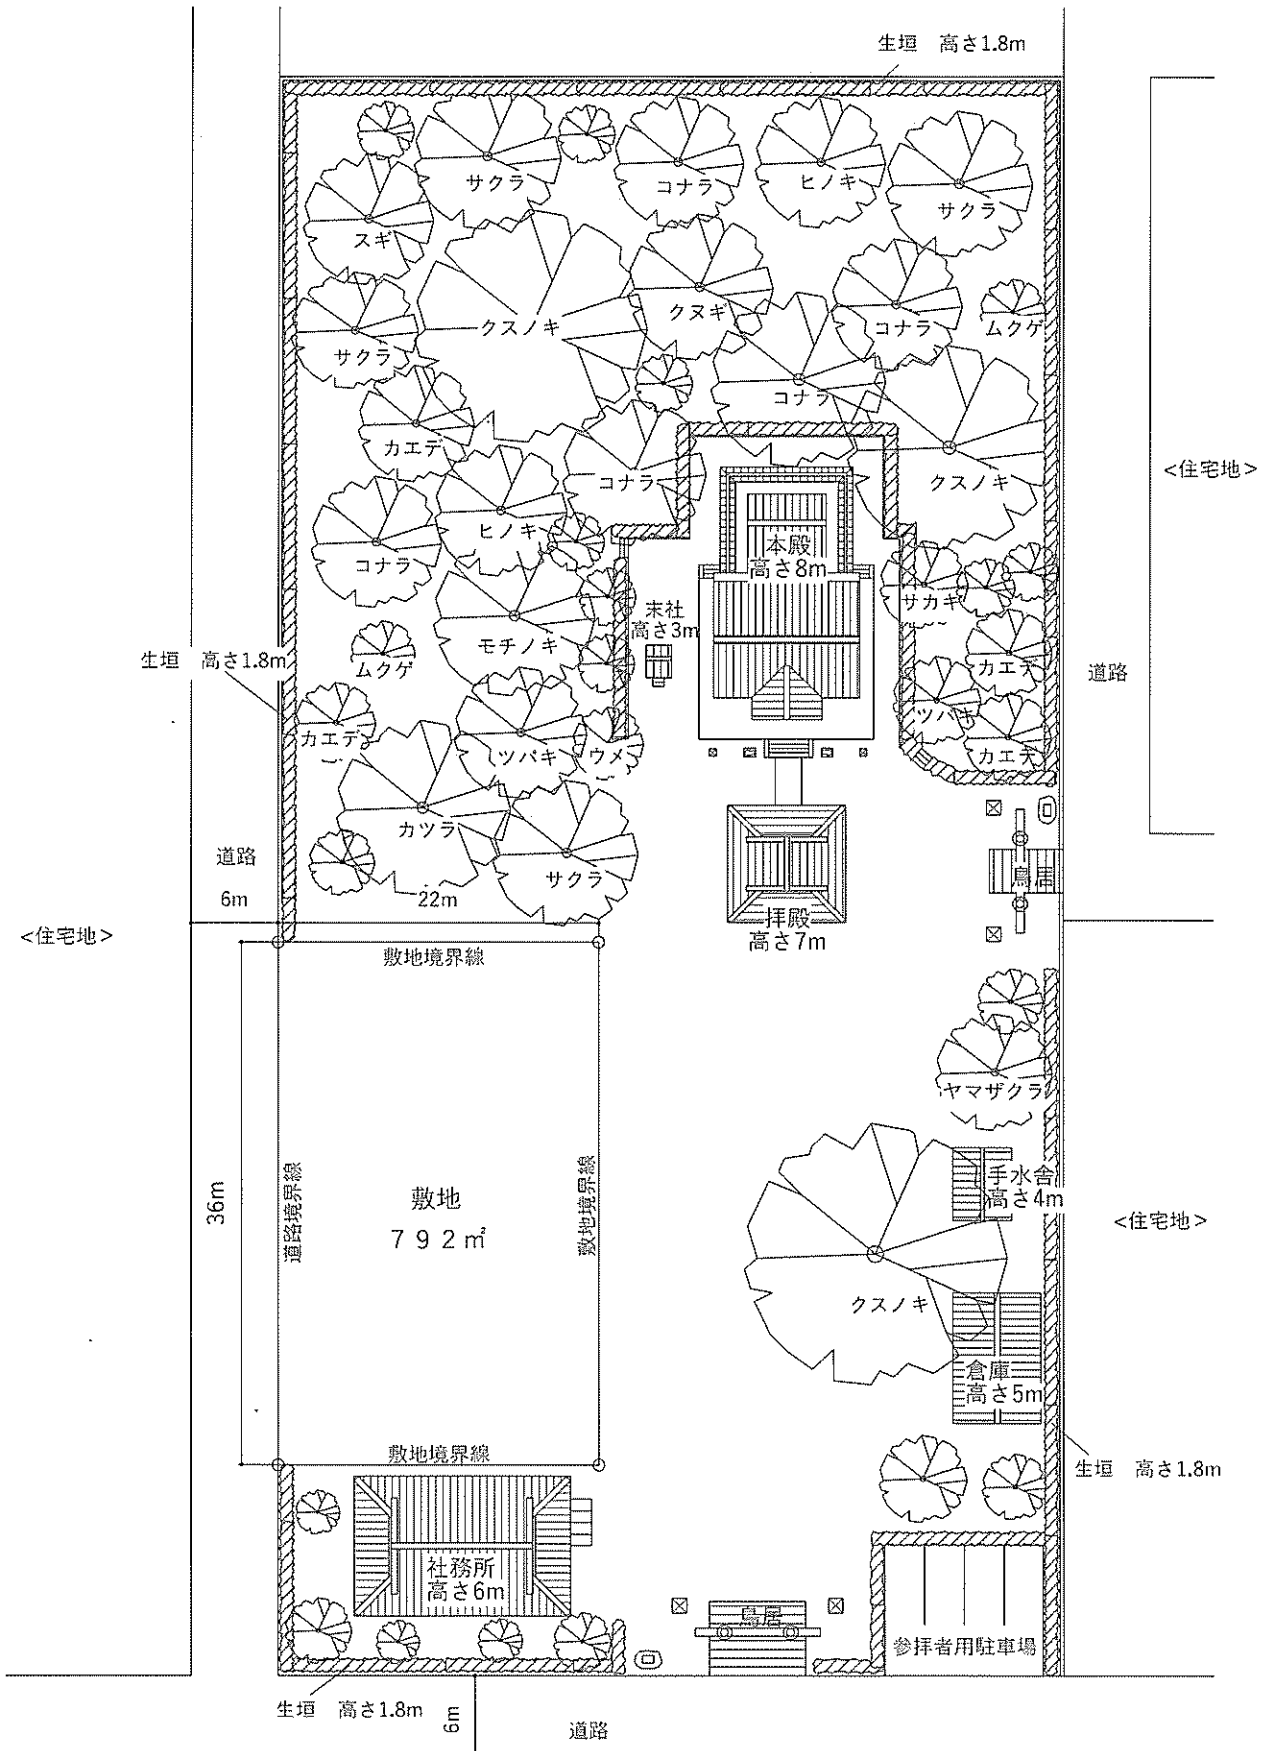 生垣　高さ1.8m
サクラ
コナラ
ヒノキ
サクラ
スギ
クスノキ
クヌギ
コナラ
ムクゲ
サクラ
コナラ
カエデ
コナラ
クスノキ
<住宅地>
ヒノキ
コナラ
本殿
高さ8m
サカキ
末社
高さ3m
モチノキ
生垣　高さ1.8m
ムクゲ
カエデ
道路
ツバキ
カエデ
ツバキ
ウメ
カエデ
カツラ
道路
サクラ
鳥居
6m
22m
拝殿
高さ7m
<住宅地>
敷地境界線
ヤマザクラ
手水舎
高さ4m
36m
道路境界線
敷地
792㎡
敷地境界線
<住宅地>
クスノキ
倉庫
高さ5m
敷地境界線
生垣　高さ1.8m
社務所
高さ6m
鳥居
参拝者用駐車場
生垣　高さ1.8m
6m
道路